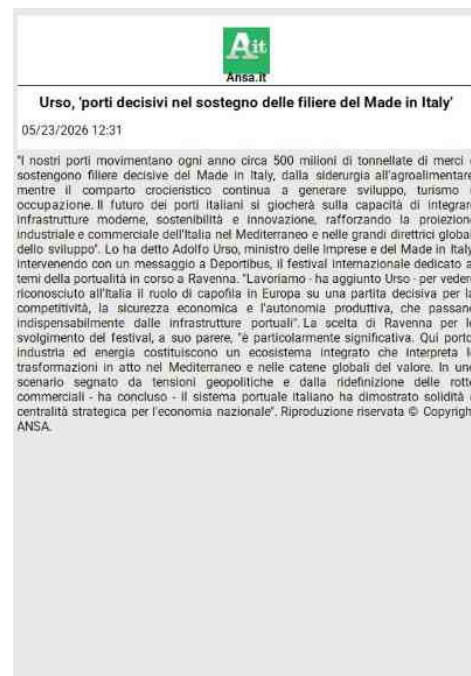 Ait
Ansa.it
Urso, 'porti decisivi nel sostegno delle filiere del Made in Italy'
05/23/2026 12:31
"I nostri porti movimentano ogni anno circa 500 milioni di tonnellate di merci
sostengono filiere decisive del Made in Italy, dalla siderurgia all'agroalimentare
mentre il comparto crocieristico continua a generare sviluppo, turismo
occupazione. Il futuro dei porti italiani si giocherà sulla capacità di integrare
infrastrutture moderne, sostenibilità e innovazione, rafforzando la proiezione
industriale e commerciale dell'Italia nel Mediterraneo e nelle grandi direttrici global
dello sviluppo". Lo ha detto Adolfo Urso, ministro delle Imprese e del Made in Italy
intervenendo con un messaggio a Deportibus, il festival internazionale dedicato a
temi della portualità in corso a Ravenna. "Lavoriamo - ha aggiunto Urso - per veder
riconosciuto all'Italia il ruolo di capofila in Europa su una partita decisiva per la
competitività, la sicurezza economica e l'autonomia produttiva, che passano
indispensabilmente dalle infrastrutture portuali". La scelta di Ravenna per l
svolgimento del festival, a suo parere, "è particolarmente significativa. Qui porto
industria ed energia costituiscono un ecosistema integrato che interpreta l
trasformazioni in atto nel Mediterraneo e nelle catene globali del valore. In uno
scenario segnato da tensioni geopolitiche e dalla ridefinizione delle rotte
commerciali - ha concluso - il sistema portuale italiano ha dimostrato solidità
centralità strategica per l'economia nazionale". Riproduzione riservata © Copyrigh
ANSA.